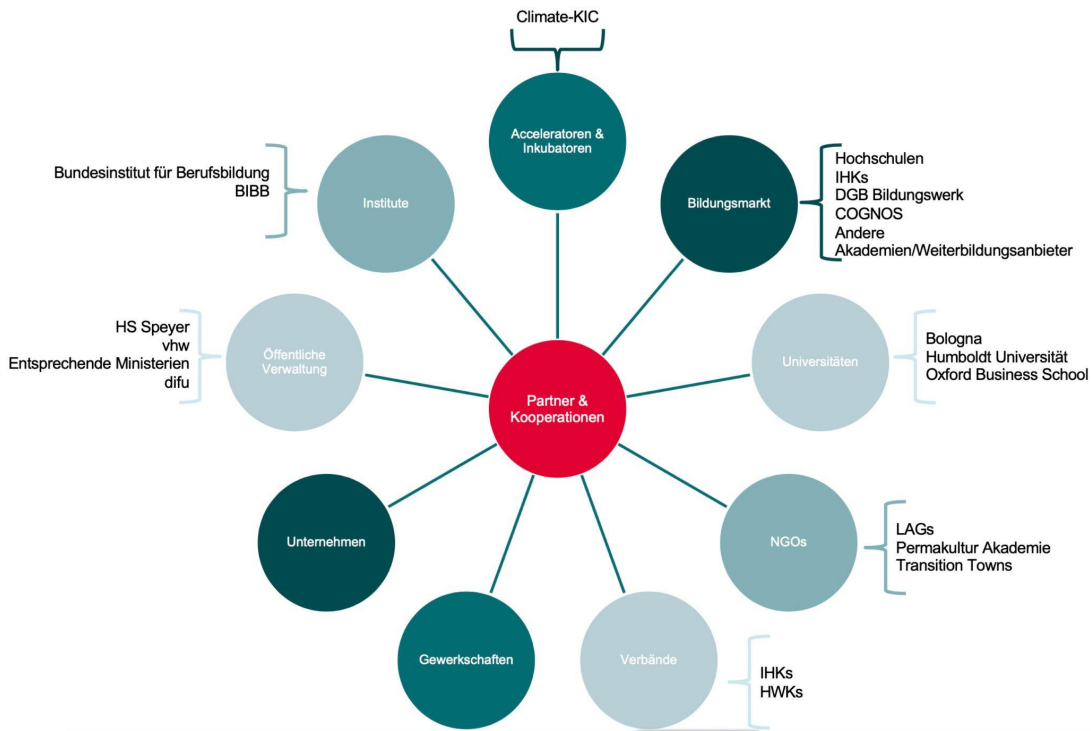 Climate-KIC
Acceleratoren &
Inkubatoren
Bundesinstitut für Berufsbildung
BIBB
Institute
Bildungsmarkt
Hochschulen
IHKs
DGB Bildungswerk
COGNOS
Andere
Akademien/Weiterbildungsanbieter
HS Speyer
vhw
Entsprechende Ministerien
difu
Öffentliche
Verwaltung
Universitäten
Bologna
Humboldt Universität
Oxford Business School
Partner &
Kooperationen
Unternehmen
NGOs
LAGs
Permakultur Akademie
Transition Towns
Gewerkschaften
Verbände
IHKs
HWKs